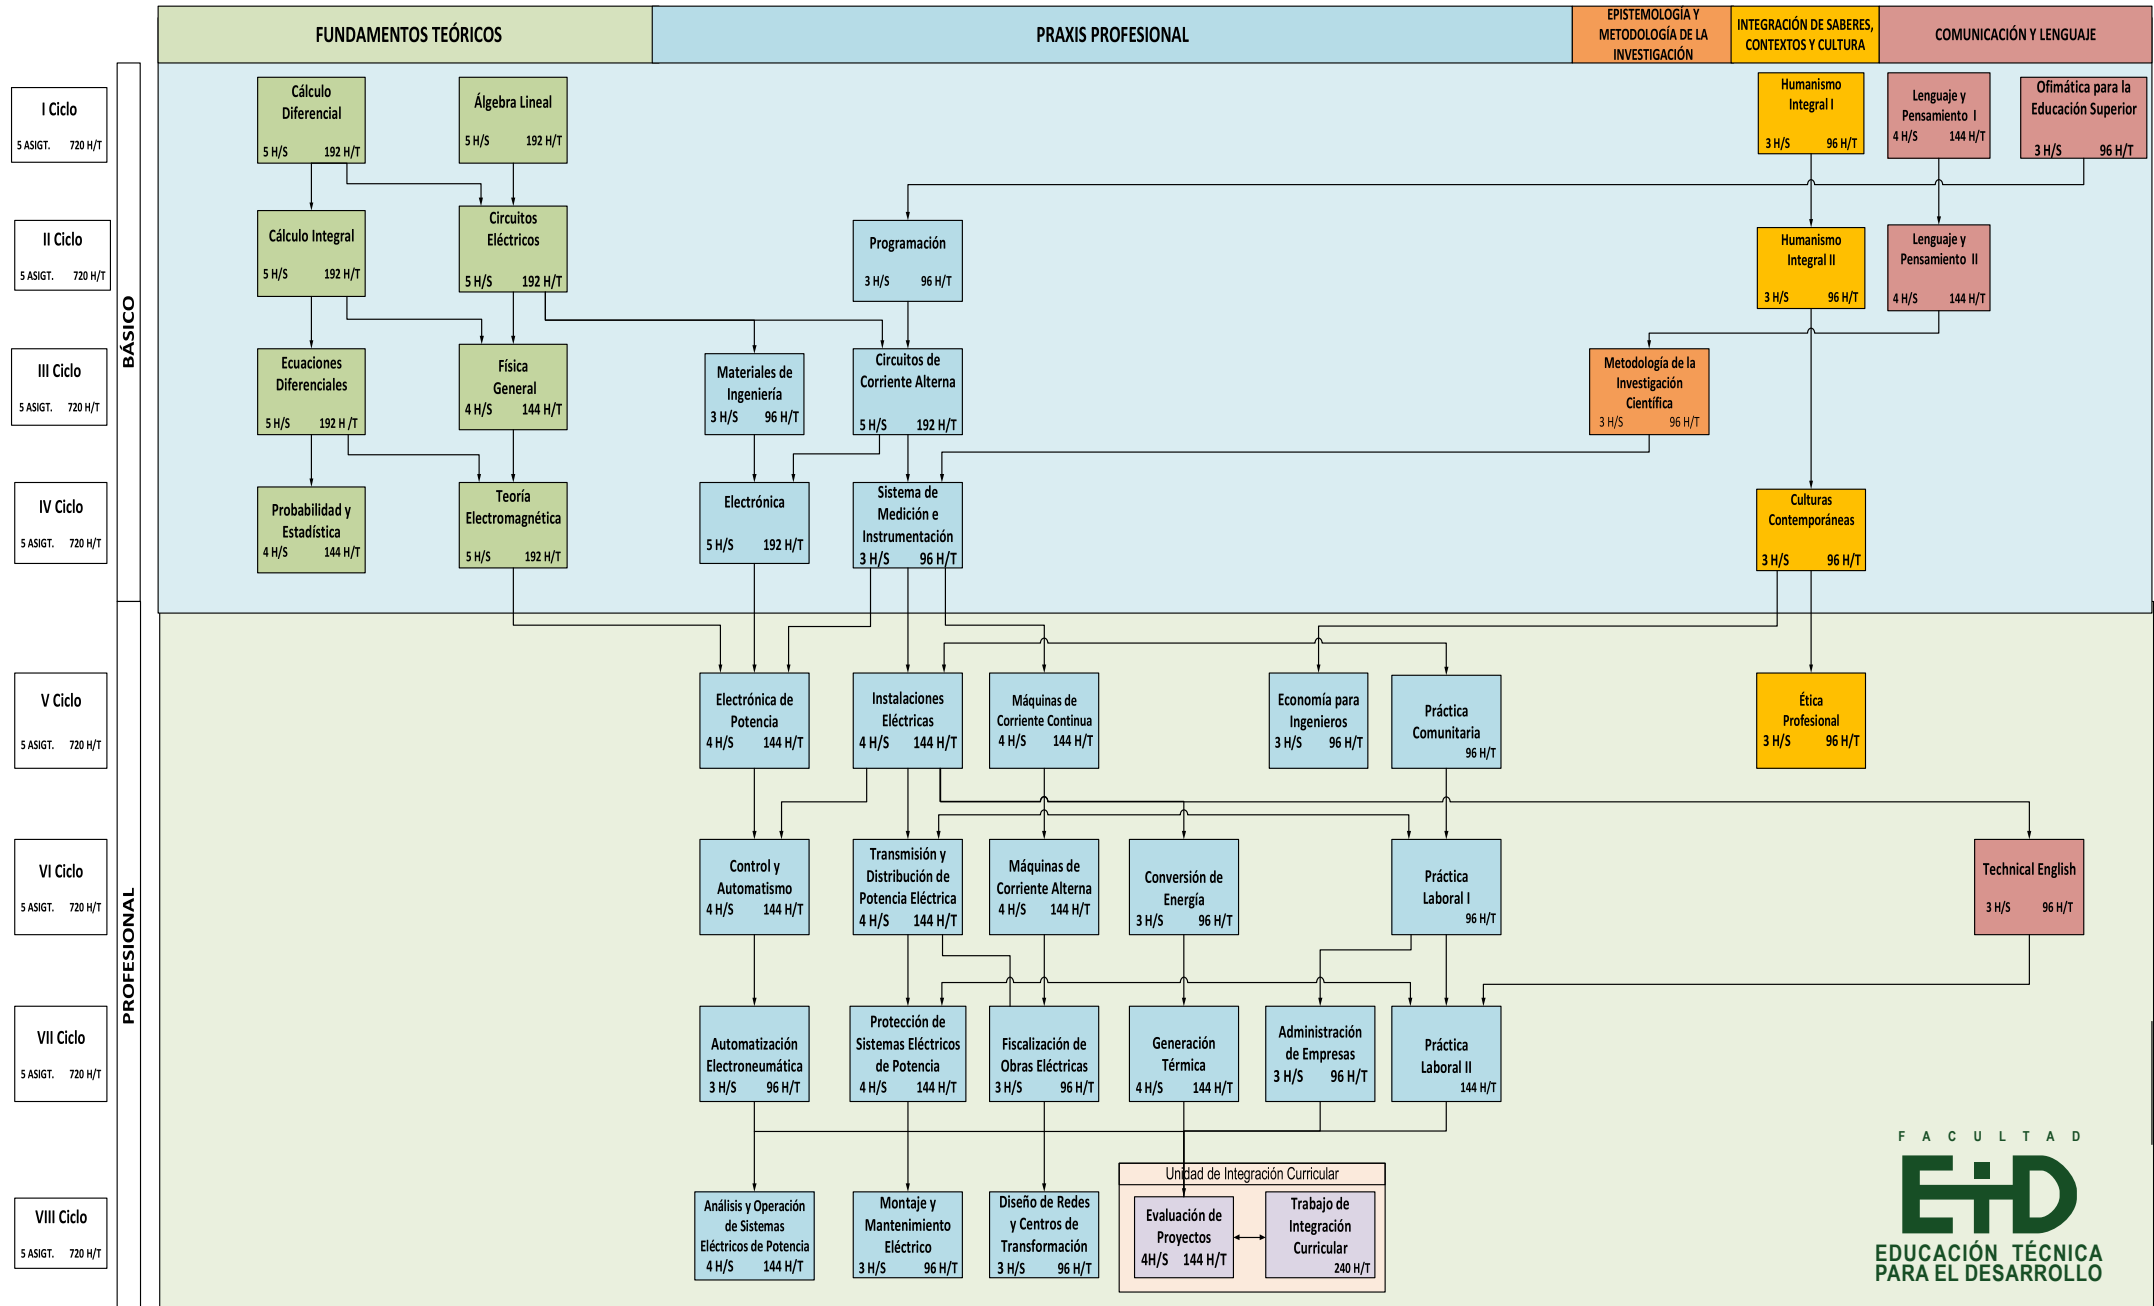 FUNDAMENTOS TEÓRICOS
PRAXIS PROFESIONAL
EPISTEMOLOGÍA Y
METODOLOGÍA DE LA
INVESTIGACIÓN
INTEGRACIÓN DE SABERES,
CONTEXTOS Y CULTURA
COMUNICACIÓN Y LENGUAJE
BÁSICO
I Ciclo
5 ASIGT. 720 H/T
Cálculo
Diferencial
5 H/S 192 H/T
Álgebra Lineal
5 H/S 192 H/T
Humanismo
Integral I
3 H/S 96 H/T
Lenguaje y
Pensamiento I
4 H/S 144 H/T
Ofimática para la
Educación Superior
3 H/S 96 H/T
II Ciclo
5 ASIGT. 720 H/T
Cálculo Integral
5 H/S 192 H/T
Circuitos
Eléctricos
5 H/S 192 H/T
Programación
3 H/S 96 H/T
Humanismo
Integral II
3 H/S 96 H/T
Lenguaje y
Pensamiento II
4 H/S 144 H/T
III Ciclo
5 ASIGT. 720 H/T
Ecuaciones
Diferenciales
5 H/S 192 H /T
Física
General
4 H/S 144 H/T
Materiales de
Ingeniería
3 H/S 96 H/T
Circuitos de
Corriente Alterna
5 H/S 192 H/T
Metodología de la
Investigación
Científica
3 H/S 96 H/T
IV Ciclo
5 ASIGT. 720 H/T
Probabilidad y
Estadística
4 H/S 144 H/T
Teoría
Electromagnética
5 H/S 192 H/T
Electrónica
5 H/S 192 H/T
Sistema de
Medición e
Instrumentación
3 H/S 96 H/T
Culturas
Contemporáneas
3 H/S 96 H/T
PROFESIONAL
V Ciclo
5 ASIGT. 720 H/T
Electrónica de
Potencia
4 H/S 144 H/T
Instalaciones
Eléctricas
4 H/S 144 H/T
Máquinas de
Corriente Continua
4 H/S 144 H/T
Economía para
Ingenieros
3 H/S 96 H/T
Práctica
Comunitaria
96 H/T
Ética
Profesional
3 H/S 96 H/T
VI Ciclo
5 ASIGT. 720 H/T
Control y
Automatismo
4 H/S 144 H/T
Transmisión y
Distribución de
Potencia Eléctrica
4 H/S 144 H/T
Máquinas de
Corriente Alterna
4 H/S 144 H/T
Conversión de
Energía
3 H/S 96 H/T
Práctica
Laboral I
96 H/T
Technical English
3 H/S 96 H/T
VII Ciclo
5 ASIGT. 720 H/T
Automatización
Electroneumática
3 H/S 96 H/T
Protección de
Sistemas Eléctricos
de Potencia
4 H/S 144 H/T
Fiscalización de
Obras Eléctricas
3 H/S 96 H/T
Generación
Térmica
4 H/S 144 H/T
Administración
de Empresas
3 H/S 96 H/T
Práctica
Laboral II
144 H/T
VIII Ciclo
5 ASIGT. 720 H/T
Análisis y Operación
de Sistemas
Eléctricos de Potencia
4 H/S 144 H/T
Montaje y
Mantenimiento
Eléctrico
3 H/S 96 H/T
Diseño de Redes
y Centros de
Transformación
3 H/S 96 H/T
Unidad de Integración Curricular
Evaluación de
Proyectos
4H/S 144 H/T
Trabajo de
Integración
Curricular
240 H/T
FACULTAD
ETD
EDUCACIÓN TÉCNICA
PARA EL DESARROLLO